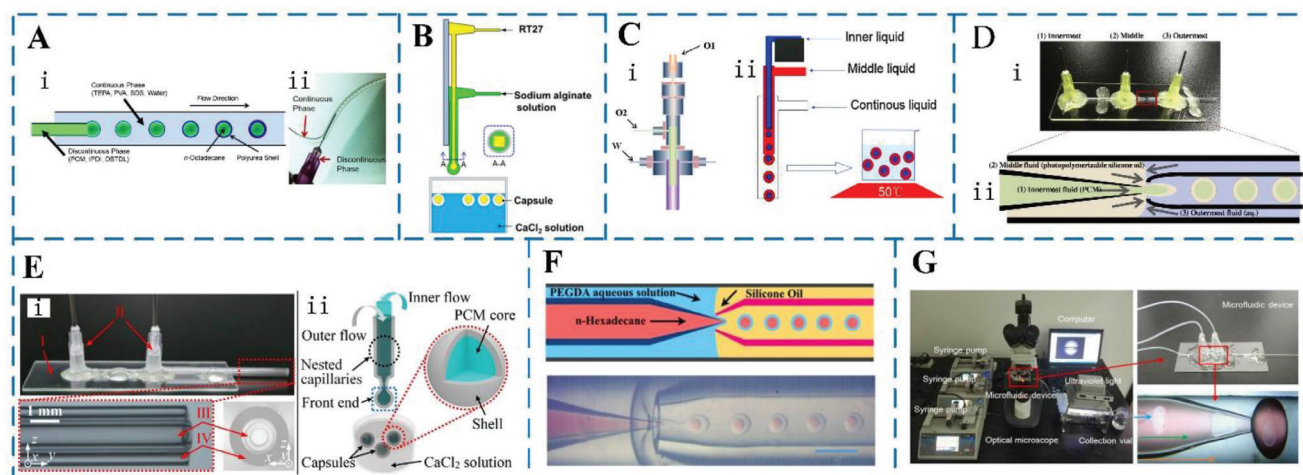 A
i
Continuous Phase
(TEPA, PVA, SDS, Water)
Flow Direction
Discontinuous Phase
(PCM, IPDI, DBTDL)
n-Octadecane
Polyurea Shell
ii
Continuous
Phase
Discontinuous
Phase
B
RT27
Sodium alginate
solution
A
A
A-A
Capsule
CaCl2 solution
C
i
O1
O2
W
ii
Inner liquid
Middle liquid
Continous liquid
50℃
D
i
(1) Innermost
(2) Middle
(3) Outermost
ii
(2) Middle fluid (photopolymerizable silicone oil)
(1) Innermost fluid (PCM)
(3) Outermost fluid (aq.)
E
i
I
II
1 mm
III
IV
z
x
y
z
x
y
ii
Inner flow
Outer flow
PCM core
Nested
capillaries
Front end
Shell
Capsules
CaCl2 solution
F
PEGDA aqueous solution
Silicone Oil
n-Hexadecane
G
Computer
Syringe pump
Syringe pump
Syringe pump
Microfluidic device
Ultraviolet light
Optical microscope
Collection vial
Microfluidic device